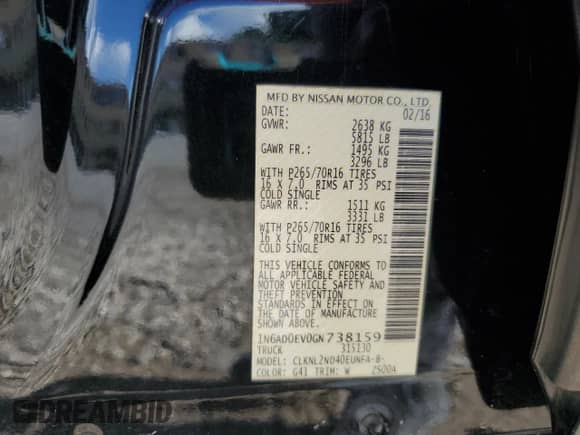 MFD BY NISSAN MOTOR CO., LTD.
DATE: 02/16
GVWR: 2638 KG
5815 LB
GAWR FR.: 1495 KG
3296 LB
WITH P265/70R16 TIRES
16 X 7.0 RIMS AT 35 PSI
COLD SINGLE
GAWR RR.: 1511 KG
3331 LB
WITH P265/70R16 TIRES
16 X 7.0 RIMS AT 35 PSI
COLD SINGLE
THIS VEHICLE CONFORMS TO
ALL APPLICABLE FEDERAL
MOTOR VEHICLE SAFETY AND
THEFT PREVENTION
STANDARDS IN EFFECT ON THE
DATE OF MANUFACTURE SHOWN
ABOVE.
1N6AD0EV0GN738159
TRUCK 315130
MODEL: CLKNL2N040EUNFA-B-
COLOR: G41 TRIM: W 2500A
DREAMBID